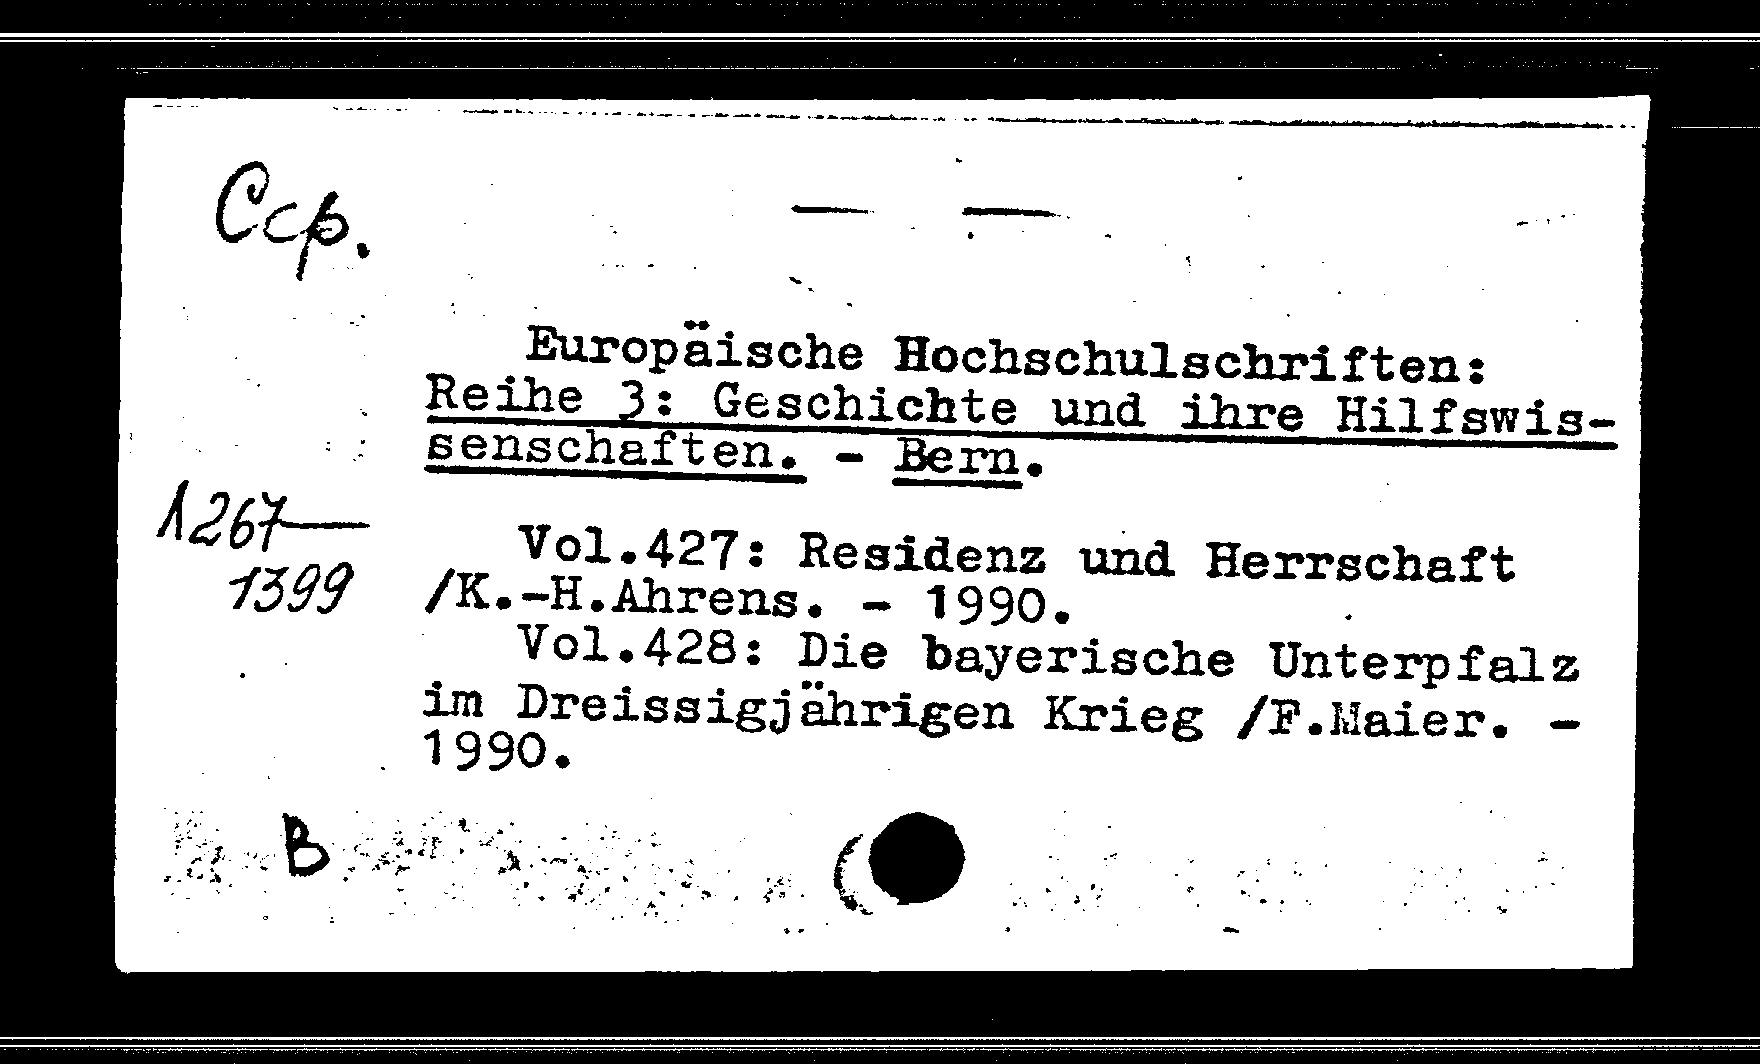 Сер.
— —
Europäische Hochschulschriften:
Reihe 3: Geschichte und ihre Hilfswis-
senschaften. - Bern.
1267—
1399
Vol.427: Residenz und Herrschaft
/K.-H.Ahrens. - 1990.
Vol.428: Die bayerische Unterpfalz
im Dreissigjährigen Krieg /F.Maier. -
1990.
B